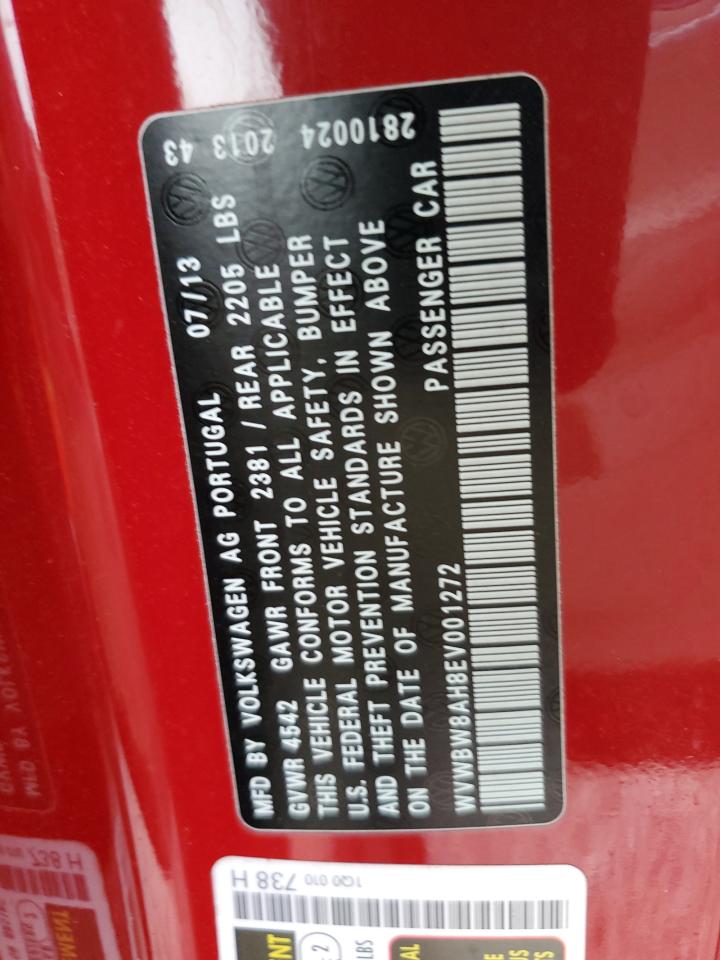 MFD BY VOLKSWAGEN AG PORTUGAL 07/13
GVWR 4542 GAWR FRONT 2381 / REAR 2205 LBS
THIS VEHICLE CONFORMS TO ALL APPLICABLE
U.S. FEDERAL MOTOR VEHICLE SAFETY, BUMPER
AND THEFT PREVENTION STANDARDS IN EFFECT
ON THE DATE OF MANUFACTURE SHOWN ABOVE
PASSENGER CAR
WVWBW8AH8EV001272
43 2013 2810024
1Q0 010 738 H
LBS